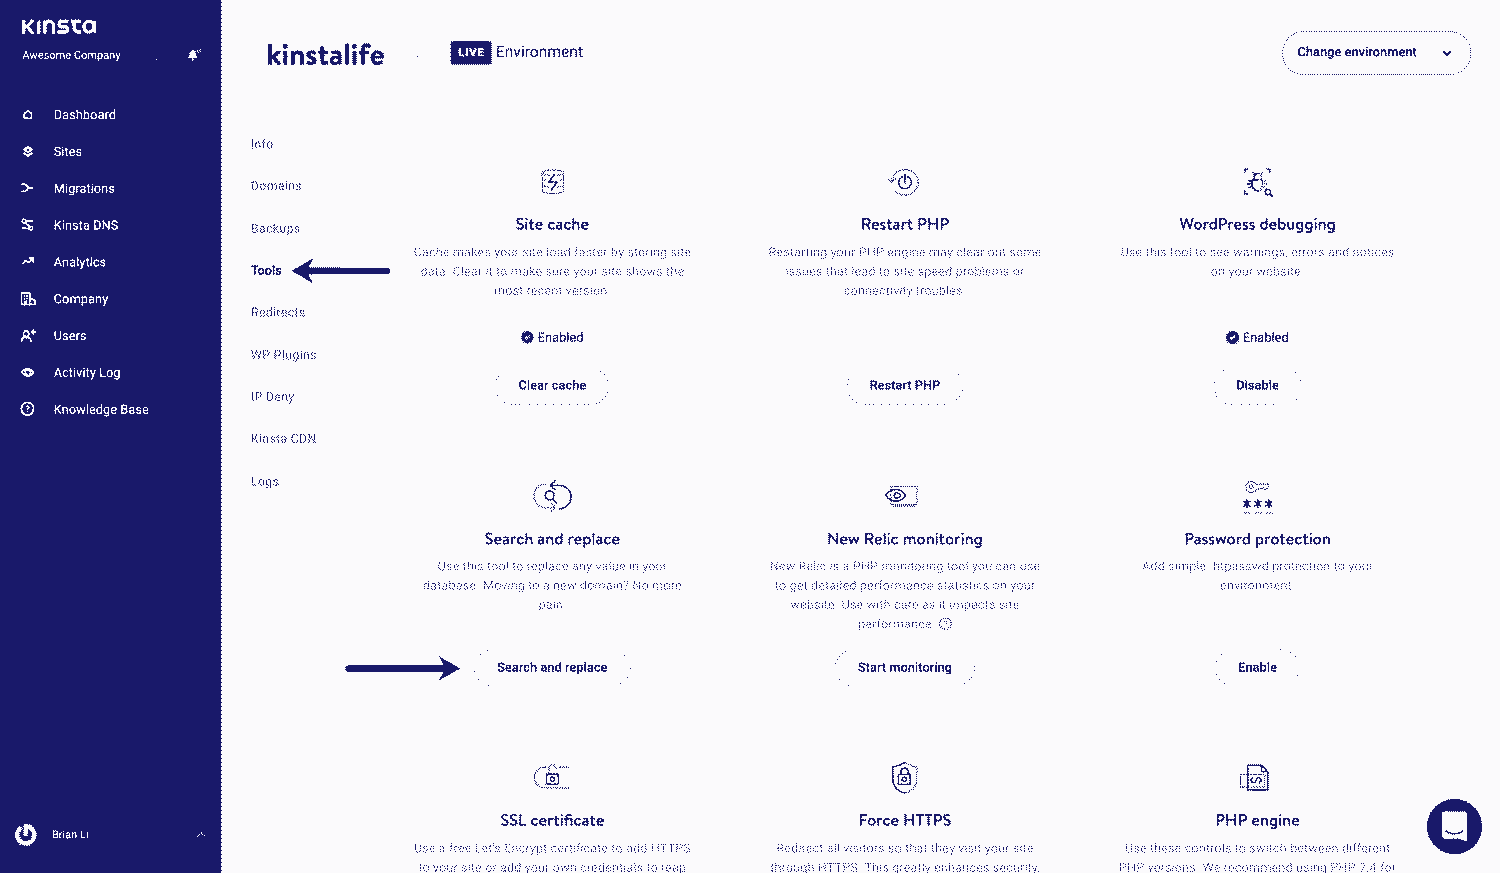 Kinsta
Awesome Company
Dashboard
Sites
Migrations
Kinsta DNS
Analytics
Company
Users
Activity Log
Knowledge Base
Brian Li
kinstalife
LIVE Environment
Change environment
Info
Domains
Backups
Tools
Redirects
WP Plugins
IP Deny
Kinsta CDN
Logs
Site cache
Cache makes your site load faster by storing site
data. Clear it to make sure your site shows the
most recent version.
Enabled
Clear cache
Restart PHP
Restarting your PHP engine may clear out some
issues that lead to site speed problems or
connectivity troubles.
Restart PHP
WordPress debugging
Use this tool to see warnings, errors and notices
on your website.
Enabled
Disable
Search and replace
Use this tool to replace any value in your
database. Moving to a new domain? No more
pain.
Search and replace
New Relic monitoring
New Relic is a PHP monitoring tool you can use
to get detailed performance statistics on your
website. Use with care as it impacts site
performance.
Start monitoring
Password protection
Add simple .htpasswd protection to your
environment.
Enable
SSL certificate
Use a free Let's Encrypt certificate to add HTTPS
to your site or add your own credentials to reap
Force HTTPS
Redirect all visitors so that they visit your site
through HTTPS. This greatly enhances security,
PHP engine
Use these controls to switch between different
PHP versions. We recommend using PHP 7.4 for